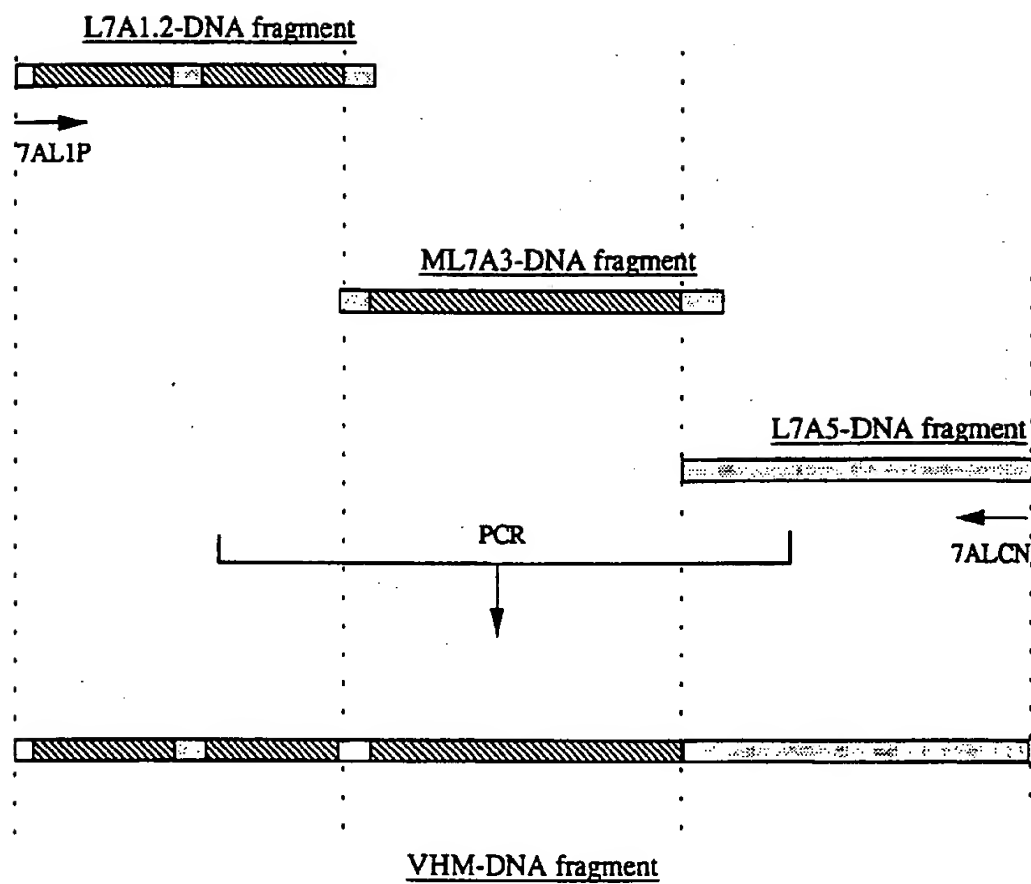 L7A1.2-DNA fragment
7AL1P
ML7A3-DNA fragment
L7A5-DNA fragment
PCR
7ALCN
VHM-DNA fragment